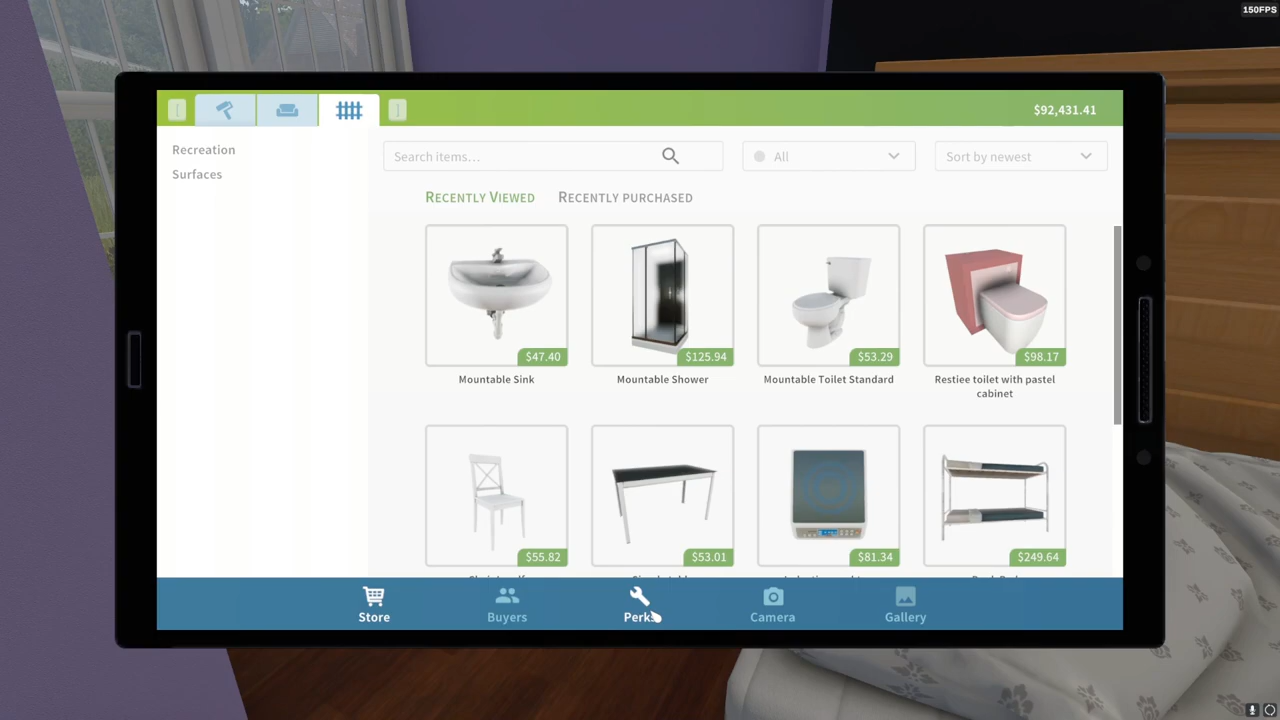 150FPS
[
]
$92,431.41
Recreation
Surfaces
Search items...
All
Sort by newest
Recently Viewed
Recently purchased
$47.40
$125.94
$53.29
$98.17
Mountable Sink
Mountable Shower
Mountable Toilet Standard
Restiee toilet with pastel
cabinet
$55.82
$53.01
$81.34
$249.64
Store
Buyers
Perks
Camera
Gallery